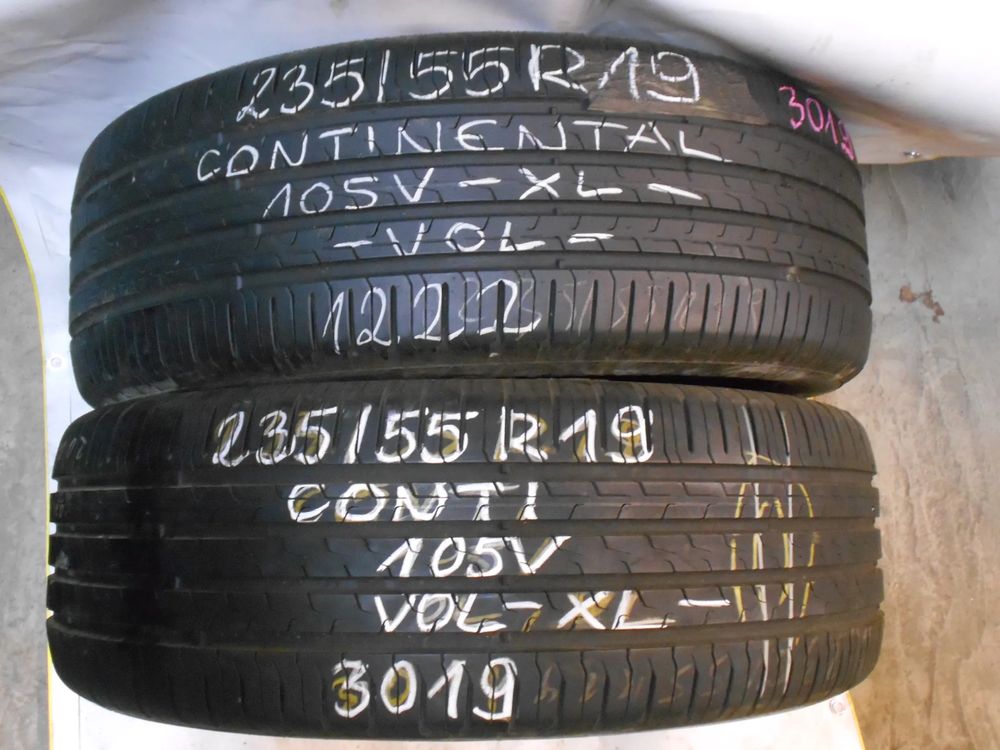 235/55R19
3019
CONTINENTAL
105V-XL-
-VOL-
1222
235/55R19
CONTI
105V
VOL-XL-
3019